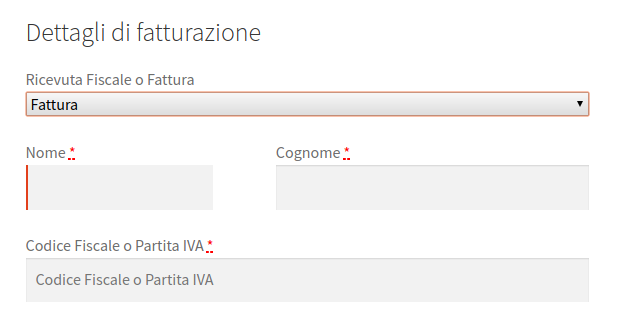 Dettagli di fatturazione
Ricevuta Fiscale o Fattura
Fattura
Nome *
Cognome *
Codice Fiscale o Partita IVA *
Codice Fiscale o Partita IVA